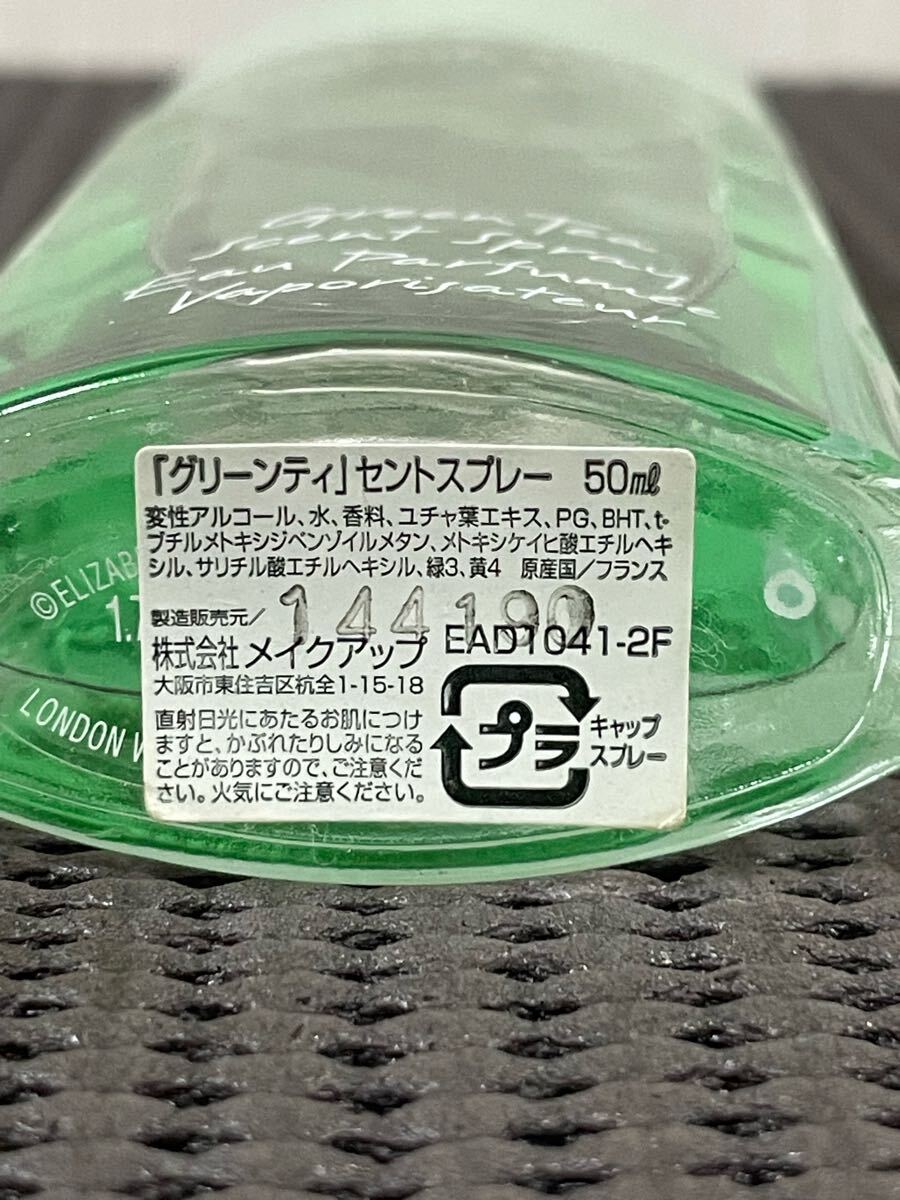 Green Tea
Scent Spray
Eau Parfumée
Vaporisateur
『グリーンティ』セントスプレー 50㎖
変性アルコール、水、香料、ユチャ葉エキス、PG、BHT、t-
ブチルメトキシジベンゾイルメタン、メトキシケイヒ酸エチルヘキ
シル、サリチル酸エチルヘキシル、緑3、黄4 原産国/フランス
144190
製造販売元/
株式会社 メイクアップ EAD1041-2F
大阪市東住吉区杭全1-15-18
直射日光にあたるお肌につけ
ますと、かぶれたりしみになる
ことがありますので、ご注意くだ
さい。火気にご注意ください。
プラ
キャップ
スプレー
©ELIZAB
1.7
LONDON